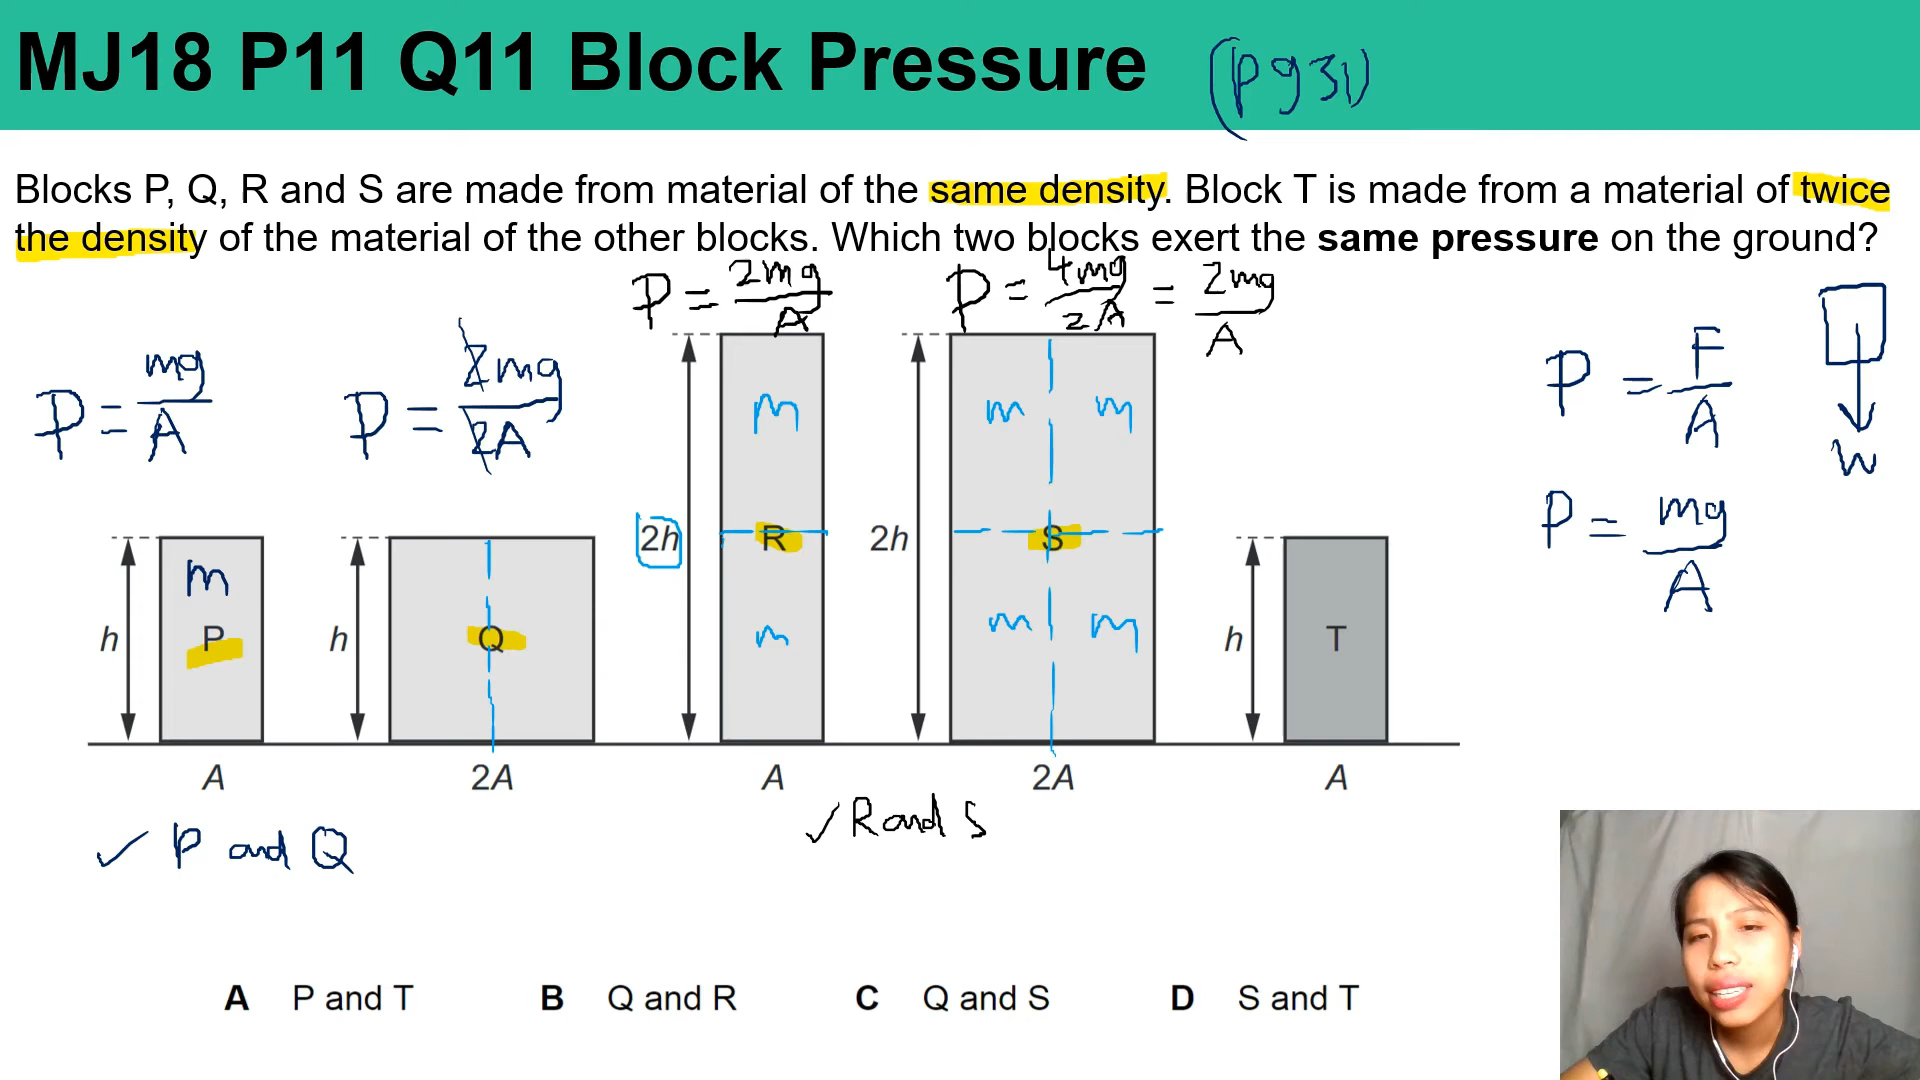 MJ18 P11 Q11 Block Pressure (pg31)
Blocks P, Q, R and S are made from material of the same density. Block T is made from a material of twice
the density of the material of the other blocks. Which two blocks exert the same pressure on the ground?
P = mg/A
P = 2mg/2A
P = 2mg/A
P = 4mg/2A = 2mg/A
P = F/A
W
P = mg/A
m
m
m m
2h R
2h S
h P
h Q
m
m m
h T
A 2A A 2A A
✓ P and Q
✓ R and S
A P and T B Q and R C Q and S D S and T